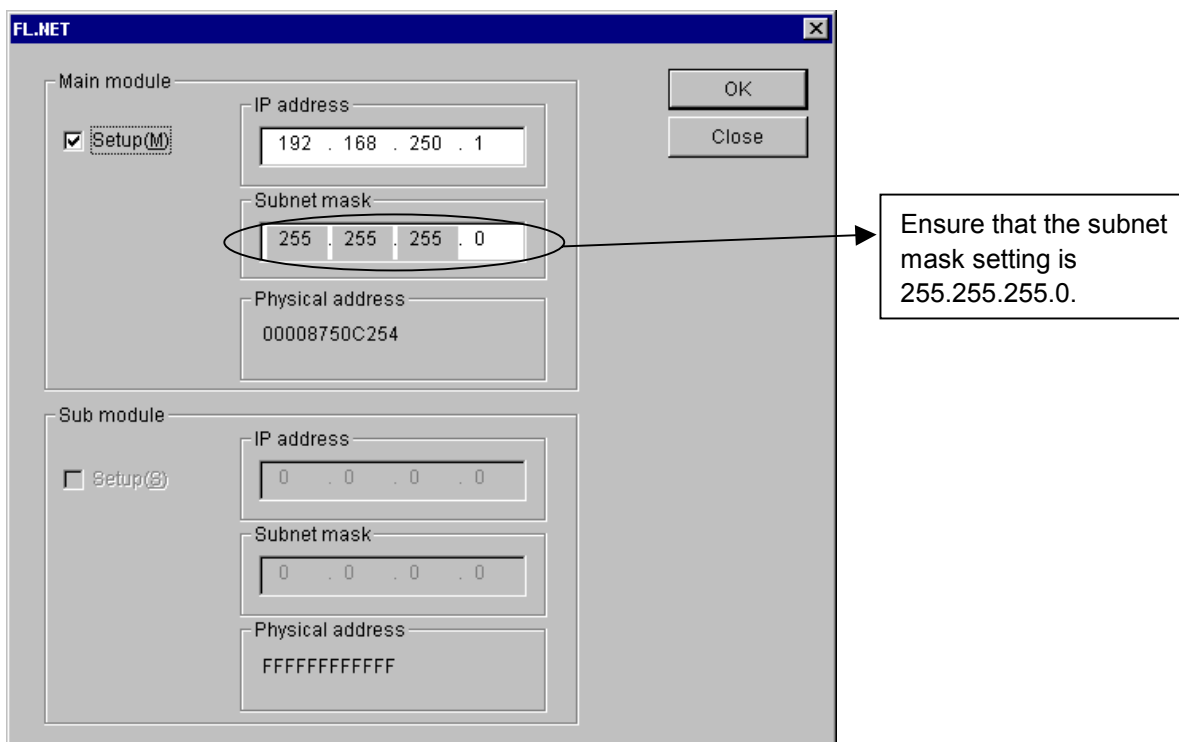 FL.NET
Main module
OK
IP address
Setup(M)
192 . 168 . 250 . 1
Close
Subnet mask
255 . 255 . 255 . 0
Ensure that the subnet
mask setting is
255.255.255.0.
Physical address
00008750C254
Sub module
IP address
Setup(S)
0 . 0 . 0 . 0
Subnet mask
0 . 0 . 0 . 0
Physical address
FFFFFFFFFFFF